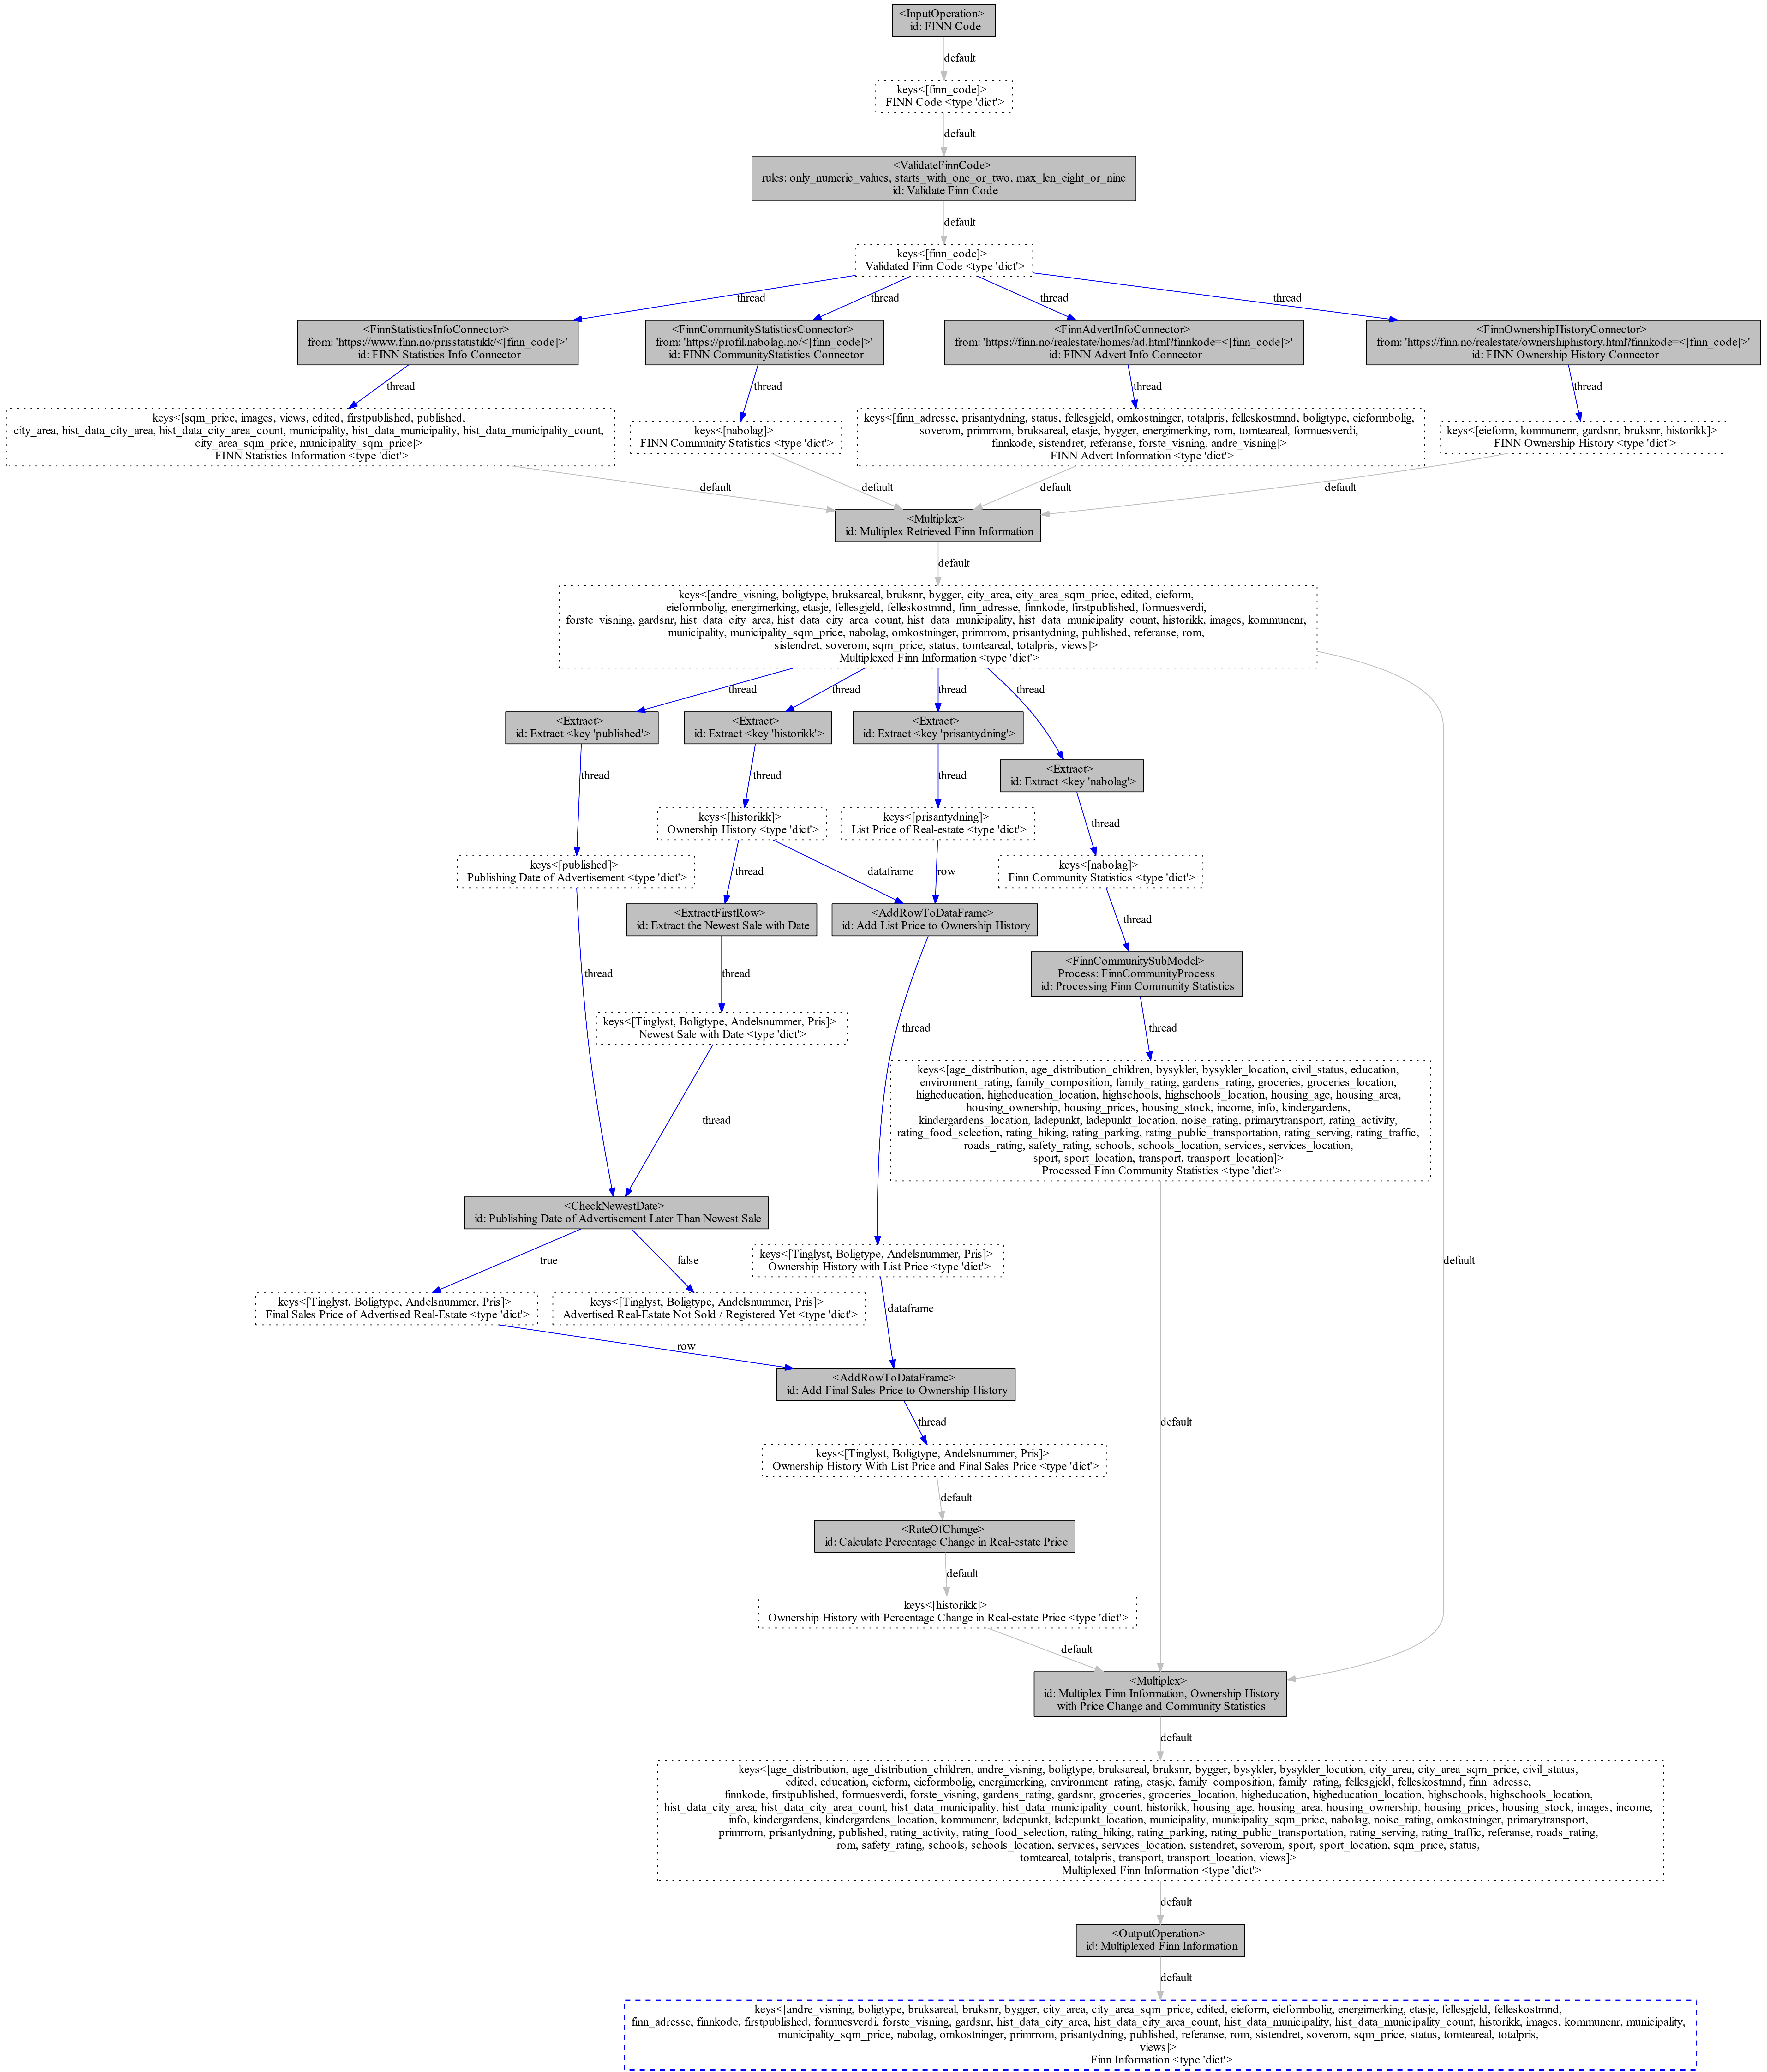 <InputOperation>
id: FINN Code
default
keys<[finn_code]>
FINN Code <type 'dict'>
default
<ValidateFinnCode>
rules: only_numeric_values, starts_with_one_or_two, max_len_eight_or_nine
id: Validate Finn Code
default
keys<[finn_code]>
Validated Finn Code <type 'dict'>
thread
thread
thread
thread
<FinnStatisticsInfoConnector>
from: 'https://www.finn.no/prisstatistikk/<[finn_code]>'
id: FINN Statistics Info Connector
<FinnCommunityStatisticsConnector>
from: 'https://profil.nabolag.no/<[finn_code]>'
id: FINN CommunityStatistics Connector
<FinnAdvertInfoConnector>
from: 'https://finn.no/realestate/homes/ad.html?finnkode=<[finn_code]>'
id: FINN Advert Info Connector
<FinnOwnershipHistoryConnector>
from: 'https://finn.no/realestate/ownershiphistory.html?finnkode=<[finn_code]>'
id: FINN Ownership History Connector
thread
thread
thread
thread
keys<[sqm_price, images, views, edited, firstpublished, published,
city_area, hist_data_city_area, hist_data_city_area_count, municipality, hist_data_municipality, hist_data_municipality_count,
city_area_sqm_price, municipality_sqm_price]>
FINN Statistics Information <type 'dict'>
keys<[nabolag]>
FINN Community Statistics <type 'dict'>
keys<[finn_adresse, prisantydning, status, fellesgjeld, omkostninger, totalpris, felleskostmnd, boligtype, eieformbolig,
soverom, primrrom, bruksareal, etasje, bygger, energimerking, rom, tomteareal, formuesverdi,
finnkode, sistendret, referanse, forste_visning, andre_visning]>
FINN Advert Information <type 'dict'>
keys<[eieform, kommunenr, gardsnr, bruksnr, historikk]>
FINN Ownership History <type 'dict'>
default
default
default
default
<Multiplex>
id: Multiplex Retrieved Finn Information
default
keys<[andre_visning, boligtype, bruksareal, bruksnr, bygger, city_area, city_area_sqm_price, edited, eieform,
eieformbolig, energimerking, etasje, fellesgjeld, felleskostmnd, finn_adresse, finnkode, firstpublished, formuesverdi,
forste_visning, gardsnr, hist_data_city_area, hist_data_city_area_count, hist_data_municipality, hist_data_municipality_count, historikk, images, kommunenr,
municipality, municipality_sqm_price, nabolag, omkostninger, primrrom, prisantydning, published, referanse, rom,
sistendret, soverom, sqm_price, status, tomteareal, totalpris, views]>
Multiplexed Finn Information <type 'dict'>
thread
thread
thread
thread
<Extract>
id: Extract <key 'published'>
<Extract>
id: Extract <key 'historikk'>
<Extract>
id: Extract <key 'prisantydning'>
<Extract>
id: Extract <key 'nabolag'>
thread
thread
thread
thread
keys<[historikk]>
Ownership History <type 'dict'>
keys<[prisantydning]>
List Price of Real-estate <type 'dict'>
keys<[published]>
Publishing Date of Advertisement <type 'dict'>
keys<[nabolag]>
Finn Community Statistics <type 'dict'>
thread
dataframe
row
thread
<ExtractFirstRow>
id: Extract the Newest Sale with Date
<AddRowToDataFrame>
id: Add List Price to Ownership History
<FinnCommunitySubModel>
Process: FinnCommunityProcess
id: Processing Finn Community Statistics
thread
thread
thread
thread
keys<[Tinglyst, Boligtype, Andelsnummer, Pris]>
Newest Sale with Date <type 'dict'>
keys<[age_distribution, age_distribution_children, bysykler, bysykler_location, civil_status, education,
environment_rating, family_composition, family_rating, gardens_rating, groceries, groceries_location,
higheducation, higheducation_location, highschools, highschools_location, housing_age, housing_area,
housing_ownership, housing_prices, housing_stock, income, info, kindergardens,
kindergardens_location, ladepunkt, ladepunkt_location, noise_rating, primarytransport, rating_activity,
rating_food_selection, rating_hiking, rating_parking, rating_public_transportation, rating_serving, rating_traffic,
roads_rating, safety_rating, schools, schools_location, services, services_location,
sport, sport_location, transport, transport_location]>
Processed Finn Community Statistics <type 'dict'>
thread
<CheckNewestDate>
id: Publishing Date of Advertisement Later Than Newest Sale
true
false
keys<[Tinglyst, Boligtype, Andelsnummer, Pris]>
Ownership History with List Price <type 'dict'>
default
keys<[Tinglyst, Boligtype, Andelsnummer, Pris]>
Final Sales Price of Advertised Real-Estate <type 'dict'>
keys<[Tinglyst, Boligtype, Andelsnummer, Pris]>
Advertised Real-Estate Not Sold / Registered Yet <type 'dict'>
dataframe
row
<AddRowToDataFrame>
id: Add Final Sales Price to Ownership History
thread
default
keys<[Tinglyst, Boligtype, Andelsnummer, Pris]>
Ownership History With List Price and Final Sales Price <type 'dict'>
default
<RateOfChange>
id: Calculate Percentage Change in Real-estate Price
default
keys<[historikk]>
Ownership History with Percentage Change in Real-estate Price <type 'dict'>
default
<Multiplex>
id: Multiplex Finn Information, Ownership History
with Price Change and Community Statistics
default
keys<[age_distribution, age_distribution_children, andre_visning, boligtype, bruksareal, bruksnr, bygger, bysykler, bysykler_location, city_area, city_area_sqm_price, civil_status,
edited, education, eieform, eieformbolig, energimerking, environment_rating, etasje, family_composition, family_rating, fellesgjeld, felleskostmnd, finn_adresse,
finnkode, firstpublished, formuesverdi, forste_visning, gardens_rating, gardsnr, groceries, groceries_location, higheducation, higheducation_location, highschools, highschools_location,
hist_data_city_area, hist_data_city_area_count, hist_data_municipality, hist_data_municipality_count, historikk, housing_age, housing_area, housing_ownership, housing_prices, housing_stock, images, income,
info, kindergardens, kindergardens_location, kommunenr, ladepunkt, ladepunkt_location, municipality, municipality_sqm_price, nabolag, noise_rating, omkostninger, primarytransport,
primrrom, prisantydning, published, rating_activity, rating_food_selection, rating_hiking, rating_parking, rating_public_transportation, rating_serving, rating_traffic, referanse, roads_rating,
rom, safety_rating, schools, schools_location, services, services_location, sistendret, soverom, sport, sport_location, sqm_price, status,
tomteareal, totalpris, transport, transport_location, views]>
Multiplexed Finn Information <type 'dict'>
default
<OutputOperation>
id: Multiplexed Finn Information
default
keys<[andre_visning, boligtype, bruksareal, bruksnr, bygger, city_area, city_area_sqm_price, edited, eieform, eieformbolig, energimerking, etasje, fellesgjeld, felleskostmnd,
finn_adresse, finnkode, firstpublished, formuesverdi, forste_visning, gardsnr, hist_data_city_area, hist_data_city_area_count, hist_data_municipality, hist_data_municipality_count, historikk, images, kommunenr, municipality,
municipality_sqm_price, nabolag, omkostninger, primrrom, prisantydning, published, referanse, rom, sistendret, soverom, sqm_price, status, tomteareal, totalpris,
views]>
Finn Information <type 'dict'>